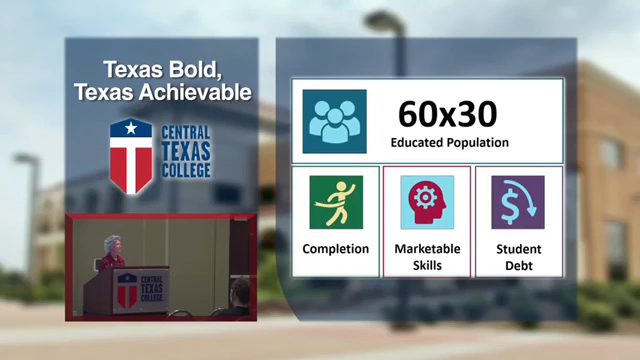 Texas Bold,
Texas Achievable
CENTRAL
TEXAS
COLLEGE
60x30
Educated Population
Completion
Marketable
Skills
Student
Debt
CENTRAL
TEXAS
COLLEGE